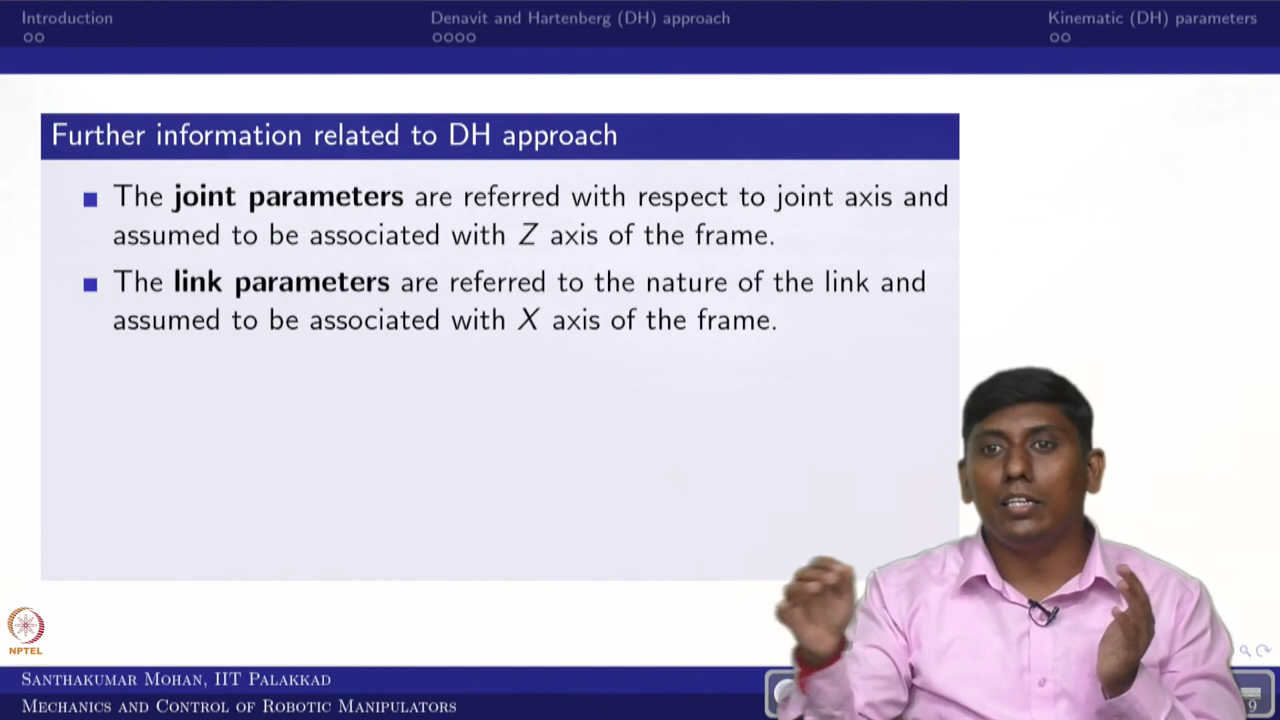 Introduction
Denavit and Hartenberg (DH) approach
Kinematic (DH) parameters
Further information related to DH approach
The joint parameters are referred with respect to joint axis and
assumed to be associated with Z axis of the frame.
The link parameters are referred to the nature of the link and
assumed to be associated with X axis of the frame.
NPTEL
Santhakumar Mohan, IIT Palakkad
Mechanics and Control of Robotic Manipulators
9